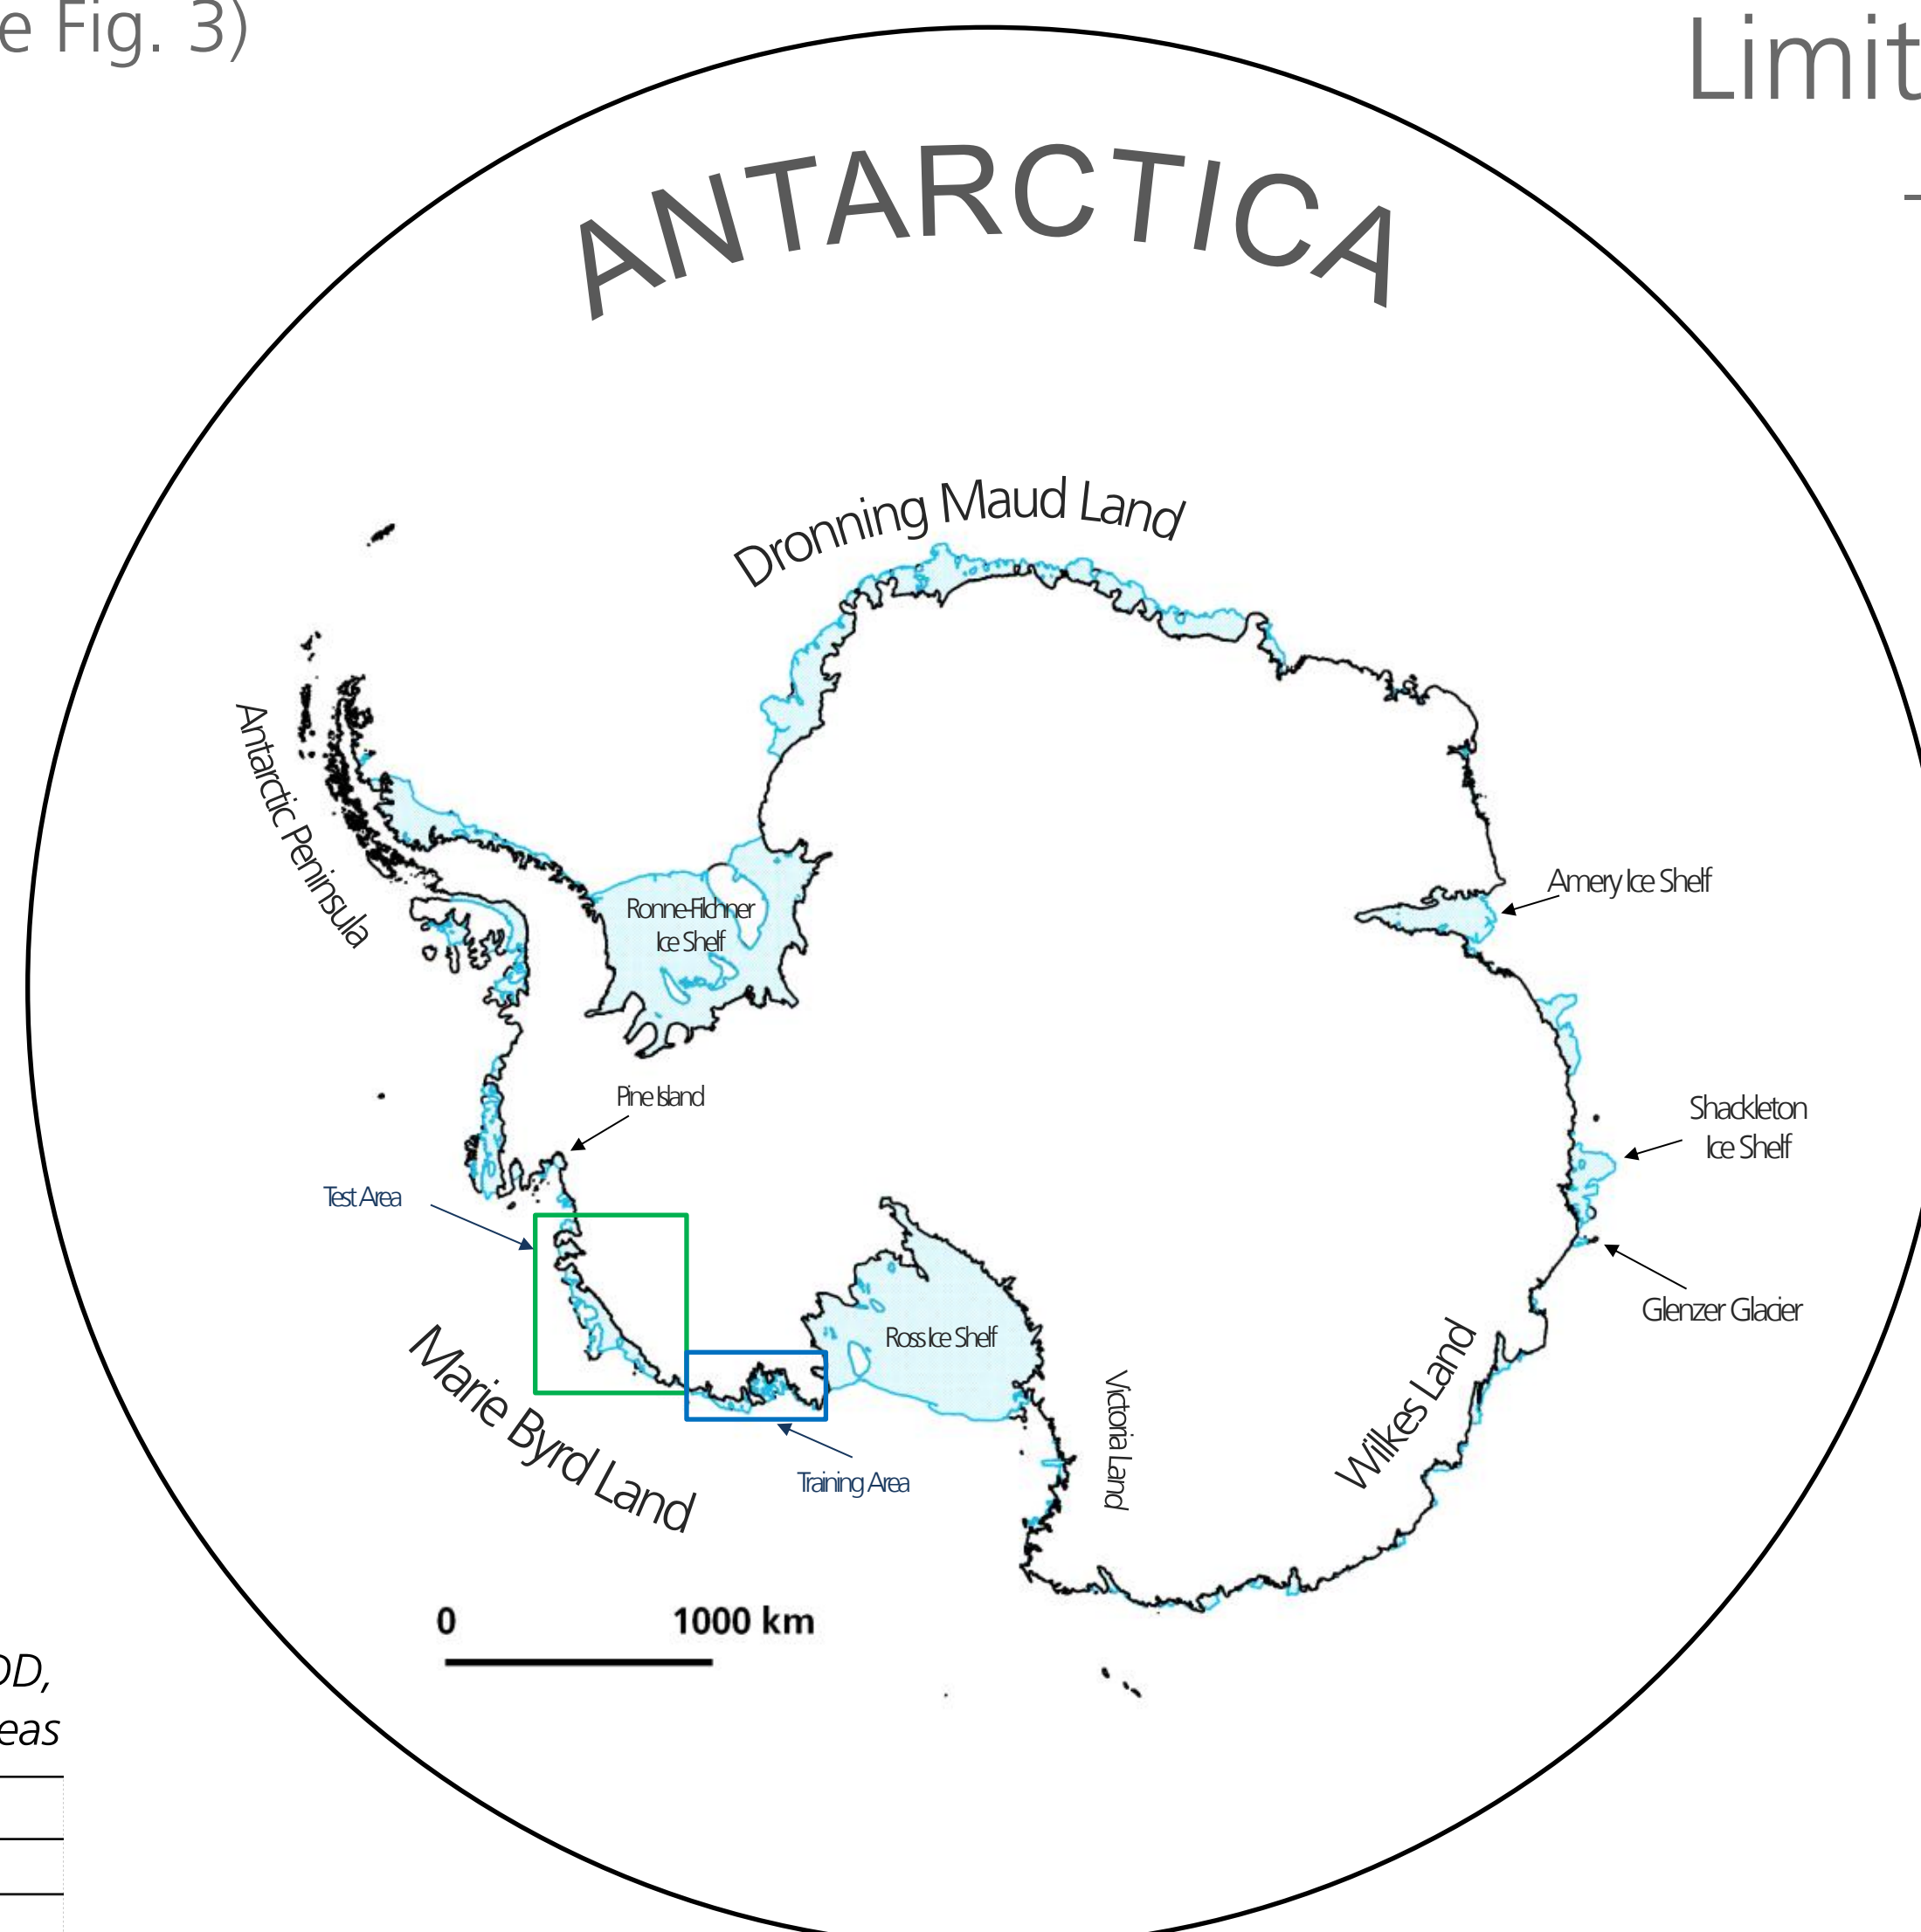 e Fig. 3)
Limit
ANTARCTICA
Dronning Maud Land
Antarctic Peninsula
Amery Ice Shelf
Ronne-Filchner
Ice Shelf
Pine Island
Shackleton
Ice Shelf
Test Area
Glenzer Glacier
Ross Ice Shelf
Marie Byrd Land
Victoria Land
Wilkes Land
Training Area
0 1000 km
DD,
eas